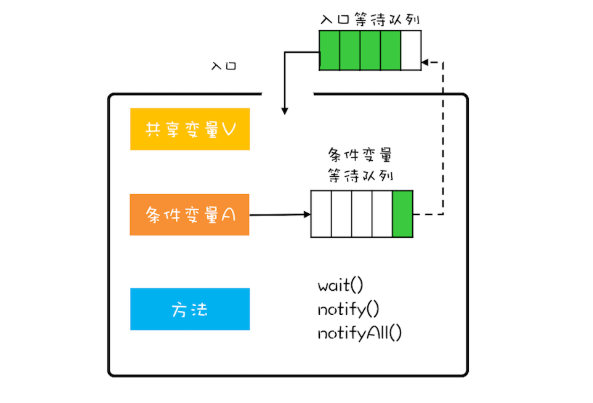 入口等待队列
入口
共享变量V
条件变量
等待队列
条件变量A
方法
wait()
notify()
notifyAll()